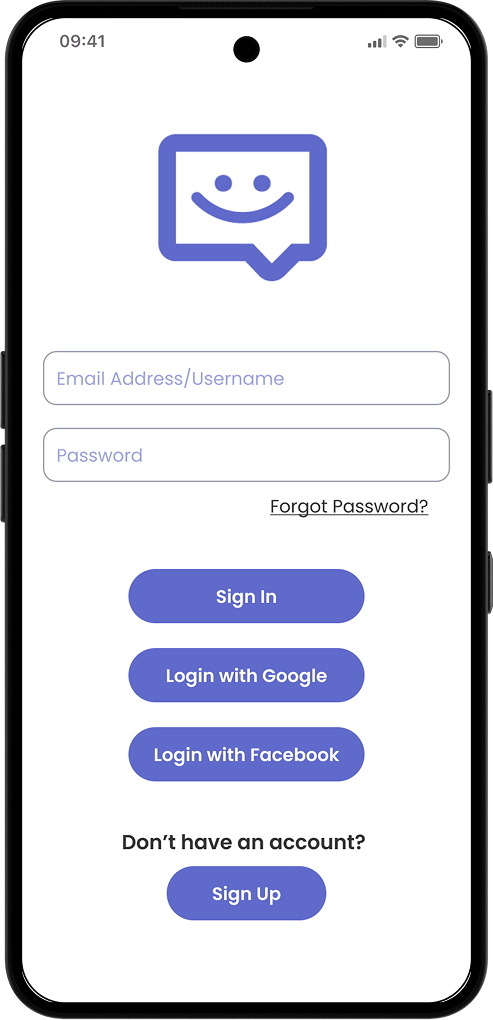 09:41
Email Address/Username
Password
Forgot Password?
Sign In
Login with Google
Login with Facebook
Don’t have an account?
Sign Up